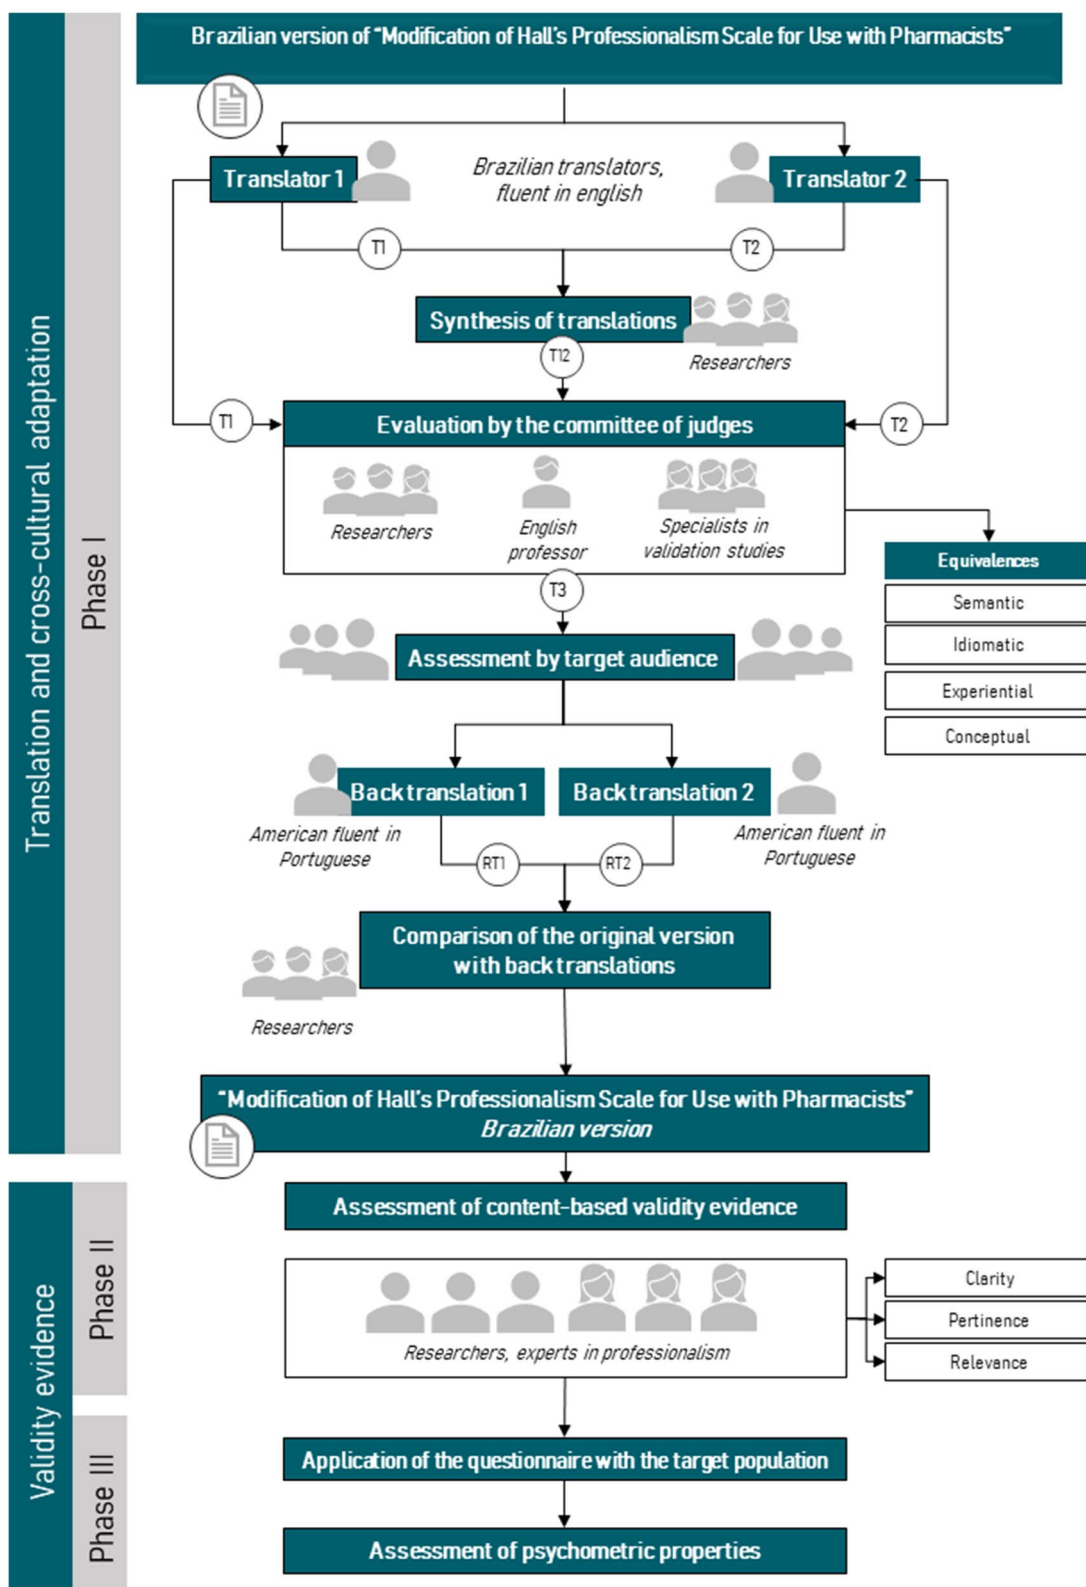 Brazilian version of “Modification of Hall's Professionalism Scale for Use with Pharmacists”
Translation and cross-cultural adaptation
Phase I
Translator 1
Brazilian translators,
fluent in english
Translator 2
T1
T2
Synthesis of translations
Researchers
T12
T1
Evaluation by the committee of judges
T2
Researchers
English
professor
Specialists in
validation studies
Equivalences
Semantic
Idiomatic
Experiential
Conceptual
T3
Assessment by target audience
Back translation 1
Back translation 2
American fluent in
Portuguese
American fluent in
Portuguese
RT1
RT2
Comparison of the original version
with back translations
Researchers
“Modification of Hall's Professionalism Scale for Use with Pharmacists”
Brazilian version
Validity evidence
Phase II
Assessment of content-based validity evidence
Researchers, experts in professionalism
Clarity
Pertinence
Relevance
Phase III
Application of the questionnaire with the target population
Assessment of psychometric properties